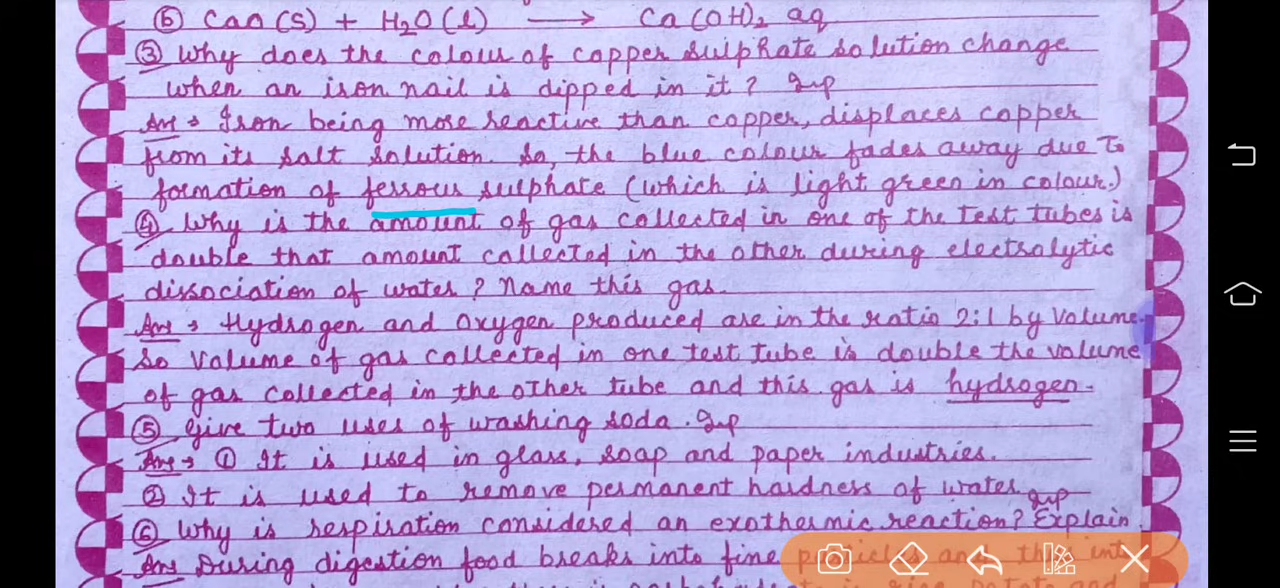 ⑥ CaO (S) + H₂O (l) → Ca(OH)₂ aq
③ Why does the colour of copper sulphate solution change
when an iron nail is dipped in it? Imp
Ans → Iron being more reactive than copper, displaces copper
from its salt solution. So, the blue colour fades away due to
formation of ferrous sulphate (which is light green in colour.)
④ Why is the amount of gas collected in one of the test tubes is
double that amount collected in the other during electrolytic
dissociation of water? Name this gas.
Ans → Hydrogen and Oxygen produced are in the ratio 2:1 by volume.
So volume of gas collected in one test tube is double the volume
of gas collected in the other tube and this gas is hydrogen.
⑤ Give two uses of washing soda. Imp
Ans → ① It is used in glass, soap and paper industries.
② It is used to remove permanent hardness of water.
⑥ Why is respiration considered an exothermic reaction? Explain. Imp
Ans During digestion food breaks into fine